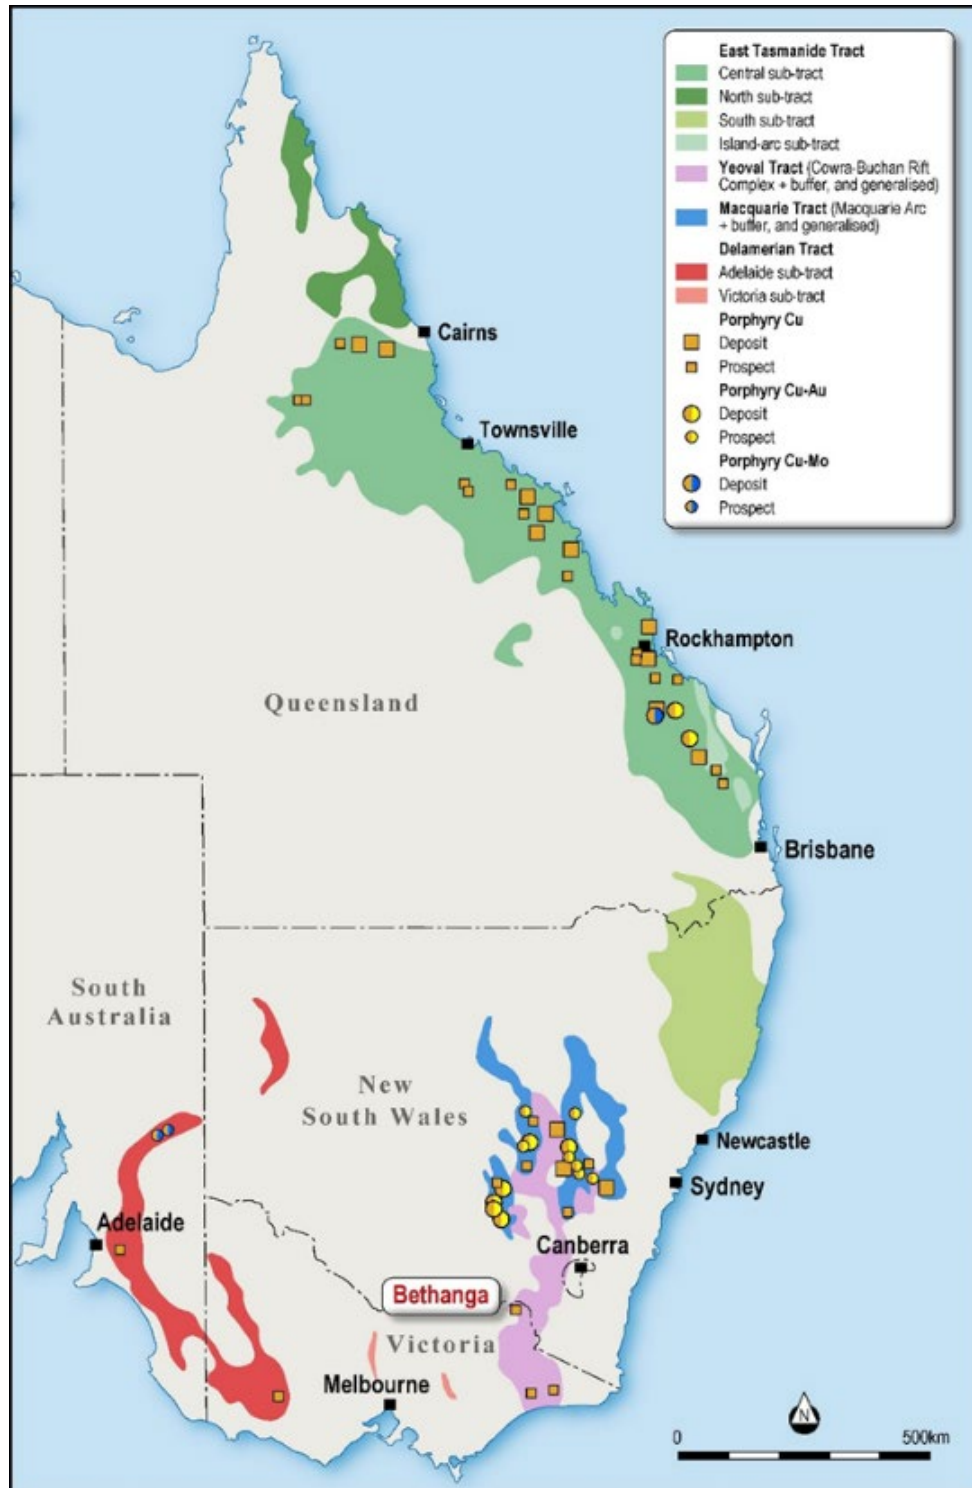 East Tasmanide Tract
Central sub-tract
North sub-tract
South sub-tract
Island-arc sub-tract
Yeoval Tract (Cowra-Buchan Rift
Complex + buffer, and generalised)
Macquarie Tract (Macquarie Arc
+ buffer, and generalised)
Delamerian Tract
Adelaide sub-tract
Victoria sub-tract
Porphyry Cu
Deposit
Prospect
Porphyry Cu-Au
Deposit
Prospect
Porphyry Cu-Mo
Deposit
Prospect
Cairns
Townsville
Rockhampton
Queensland
Brisbane
South
Australia
New
South Wales
Newcastle
Sydney
Adelaide
Canberra
Bethanga
Victoria
Melbourne
N
0 500km